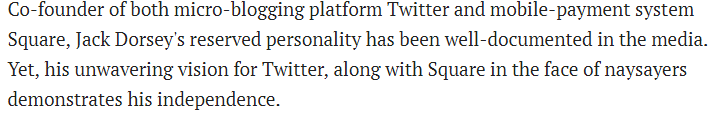 Co-founder of both micro-blogging platform Twitter and mobile-payment system
Square, Jack Dorsey's reserved personality has been well-documented in the media.
Yet, his unwavering vision for Twitter, along with Square in the face of naysayers
demonstrates his independence.